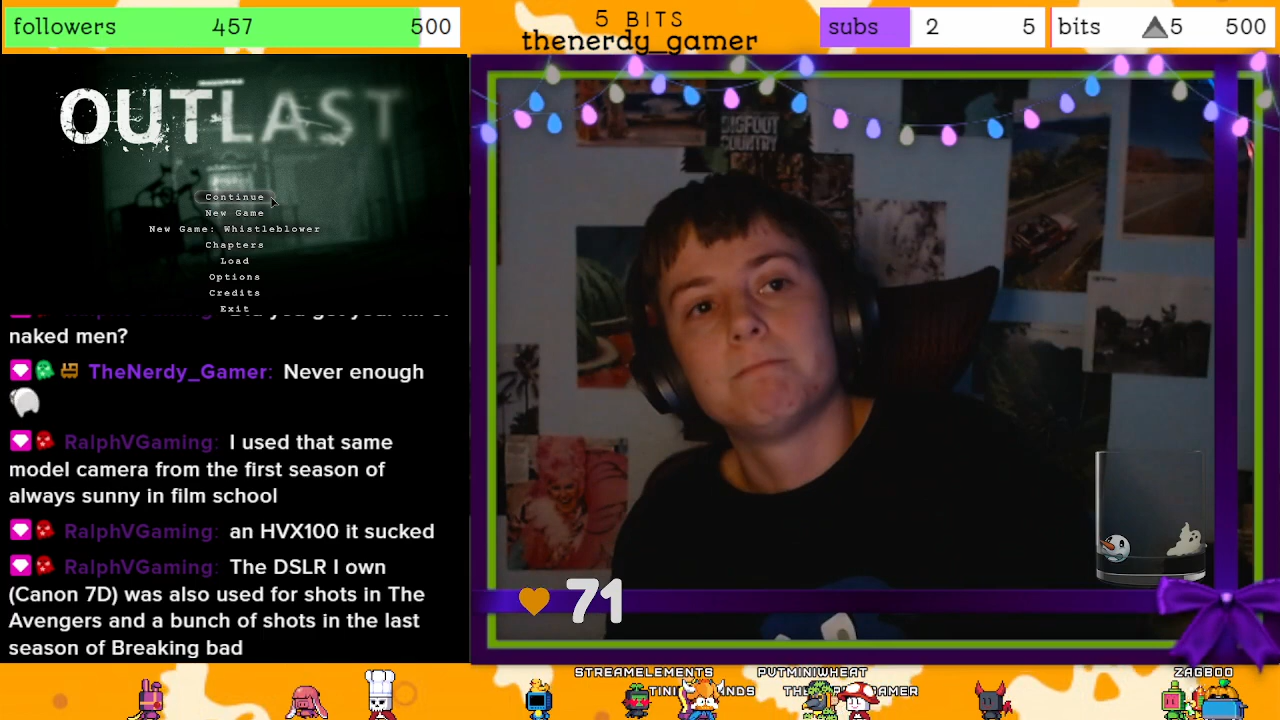 followers 457 500
5 BITS
thenerdy_gamer
subs 2 5
bits 5 500
OUTLAST
Continue
New Game
New Game: Whistleblower
Chapters
Load
Options
Credits
Exit
naked men?
TheNerdy_Gamer: Never enough
RalphVGaming: I used that same
model camera from the first season of
always sunny in film school
RalphVGaming: an HVX100 it sucked
RalphVGaming: The DSLR I own
(Canon 7D) was also used for shots in The
Avengers and a bunch of shots in the last
season of Breaking bad
BIGFOOT
COUNTRY
71
STREAMELEMENTS
PVTMINIWHEAT
ZAGBOO